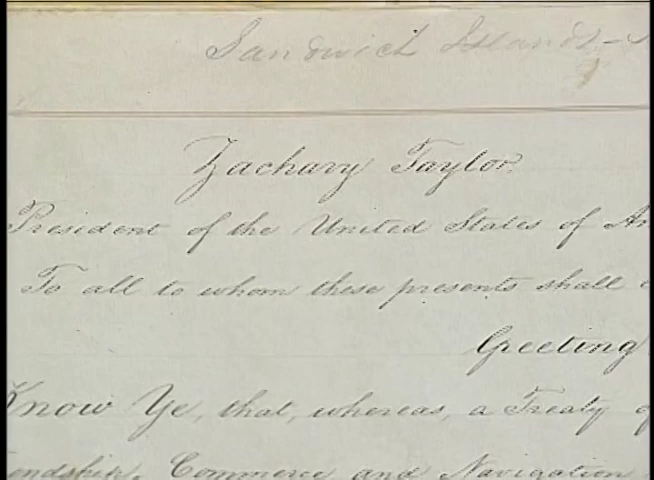 Sandwich Islands -
Zachary Taylor.
President of the United States of
To all to whom these presents shall
Greeting
Know Ye, that, whereas, a Treaty
Commerce and Navigation